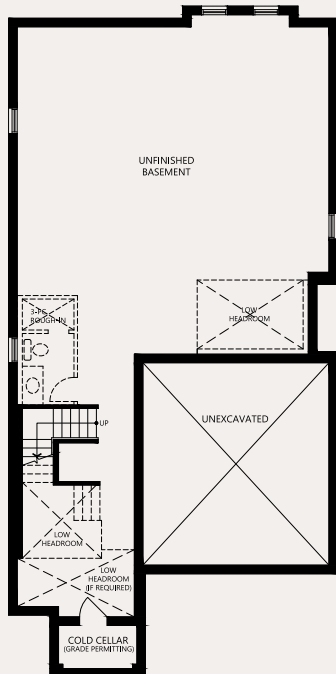 UNFINISHED
BASEMENT
3-PC
ROUGH-IN
LOW
HEADROOM
UNEXCAVATED
UP
LOW
HEADROOM
LOW
HEADROOM
(IF REQUIRED)
COLD CELLAR
(GRADE PERMITTING)